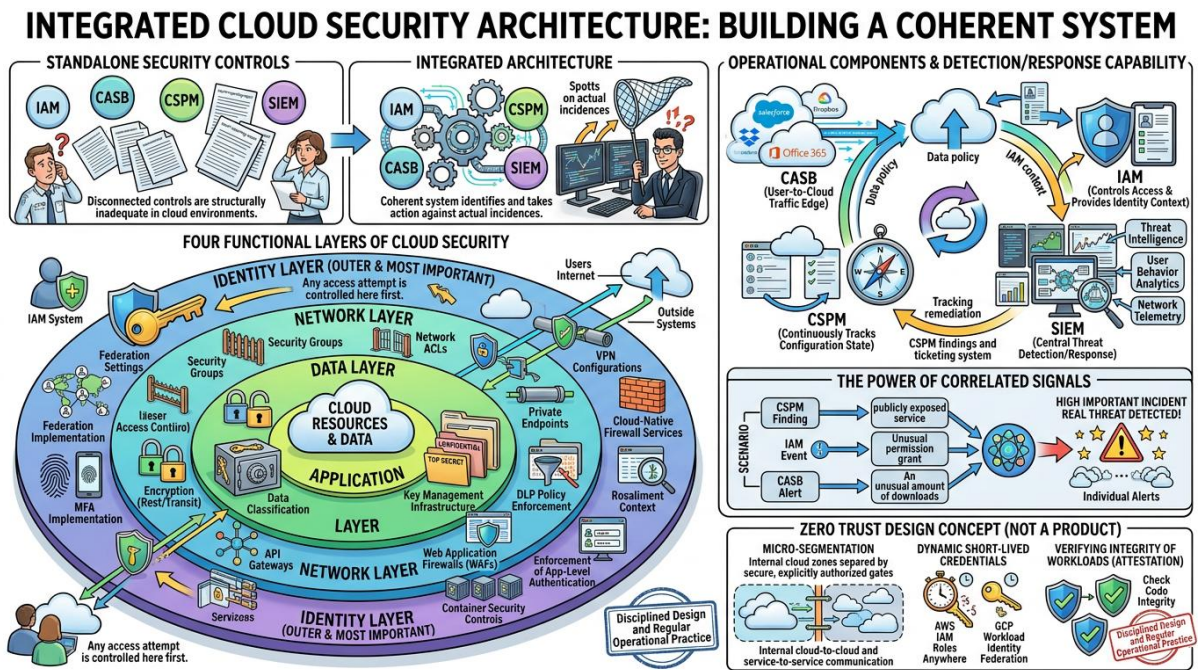 INTEGRATED CLOUD SECURITY ARCHITECTURE: BUILDING A COHERENT SYSTEM
STANDALONE SECURITY CONTROLS
IAM
CASB
CSPM
SIEM
?
Disconnected controls are structurally
inadequate in cloud environments.
INTEGRATED ARCHITECTURE
IAM
CSPM
CASB
SIEM
Spotts
on actual
incidences
!?!?
Coherent system identifies and takes
action against actual incidences.
FOUR FUNCTIONAL LAYERS OF CLOUD SECURITY
IAM System
IDENTITY LAYER (OUTER & MOST IMPORTANT)
Any access attempt is
controlled here first.
Users
Internet
Outside
Systems
NETWORK LAYER
Security Groups
Network
ACLs
VPN
Configurations
Federation
Settings
Security
Groups
DATA LAYER
Private
Endpoints
Cloud-Native
Firewall Services
Federation
Implementation
Access Contliro)
CLOUD
RESOURCES
& DATA
CONFIDENTIAL
TOP SECRET
APPLICATION
LAYER
MFA
Implementation
Encryption
(Rest/Transit)
Data
Classification
Key Management
Infrastructure
DLP Policy
Enforcement
Rosaliment
Context
API
Gateways
Web Application
Firewalls (WAFs)
Enforcement
of App-Level
Authentication
NETWORK LAYER
Servioses
Container Security
Controls
IDENTITY LAYER
(OUTER & MOST IMPORTANT)
Any access attempt
is controlled here first.
Disciplined Design
and Regular
Operational Practice
OPERATIONAL COMPONENTS & DETECTION/RESPONSE CAPABILITY
salesforce
Office 365
CASB
(User-to-Cloud
Traffic Edge)
Data policy
Data policy
IAM context
IAM
(Controls Access &
Provides Identity Context)
CSPM
(Continuously Tracks
Configuration State)
N
E
S
W
Tracking
remediation
CSPM findings and
ticketing system
Threat
Intelligence
User
Behavior
Analytics
Network
Telemetry
SIEM
(Central Threat
Detection/Response)
THE POWER OF CORRELATED SIGNALS
SCENARIO
CSPM
Finding
publicly exposed
service
IAM
Event
Unusual
permission
grant
CASB
Alert
An
unusual amount
of downloads
HIGH IMPORTANT INCIDENT
REAL THREAT DETECTED!
Individual Alerts
ZERO TRUST DESIGN CONCEPT (NOT A PRODUCT)
MICRO-SEGMENTATION
Internal cloud zones separed by
secure, explicitly authorized gates
Internal cloud-to-cloud and
service-to-service communication
DYNAMIC SHORT-LIVED
CREDENTIALS
AWS
IAM
Roles
Anywhere
GCP
Workload
Identity
Federation
VERIFYING INTEGRITY OF
WORKLOADS (ATTESTATION)
Check
Codo
Integrity
Disciplined Design
and Reguler
Operational Prectice